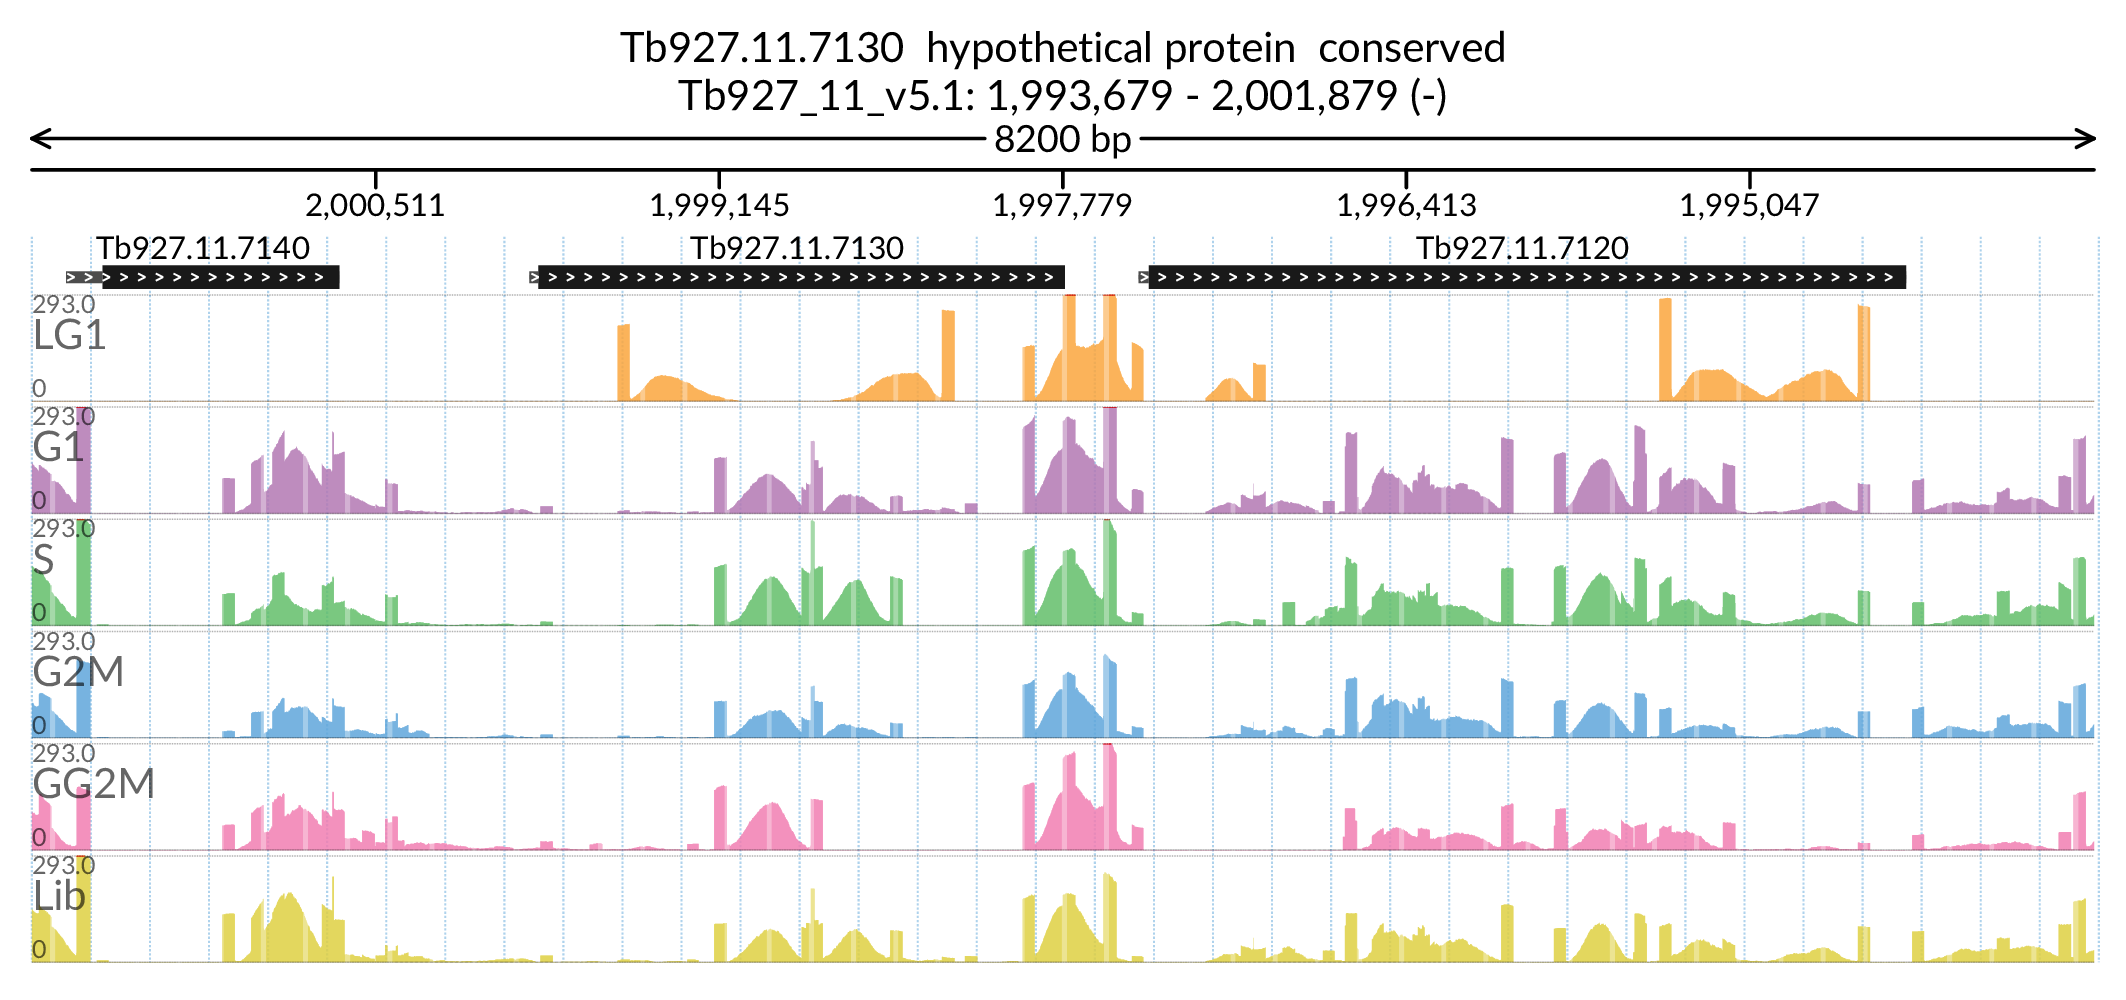 Tb927.11.7130 hypothetical protein conserved
Tb927_11_v5.1: 1,993,679 - 2,001,879 (-)
8200 bp
2,000,511 1,999,145 1,997,779 1,996,413 1,995,047
Tb927.11.7140 Tb927.11.7130 Tb927.11.7120
293.0
LG1
0
293.0
G1
0
293.0
S
0
293.0
G2M
0
293.0
GG2M
0
293.0
Lib
0